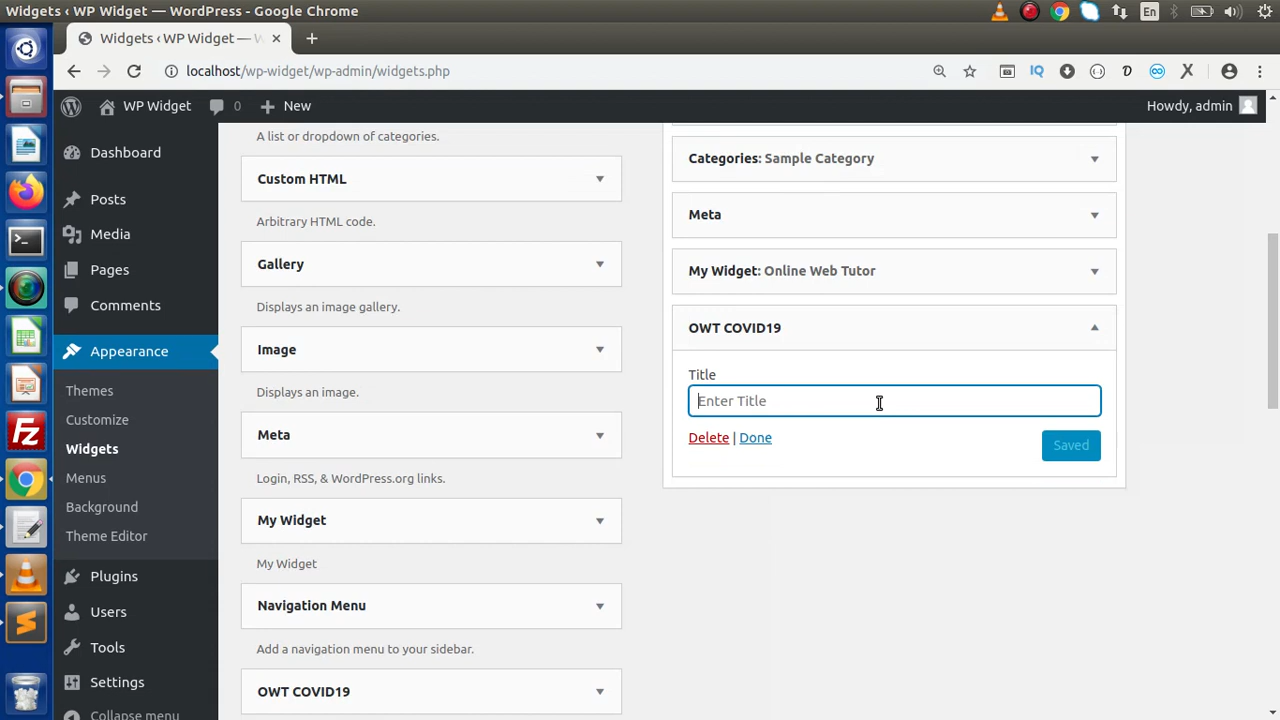 Widgets ‹ WP Widget — WordPress - Google Chrome
En
Widgets ‹ WP Widget —
localhost/wp-widget/wp-admin/widgets.php
WP Widget
0
New
Howdy, admin
Dashboard
Posts
Media
Pages
Comments
Appearance
Themes
Customize
Widgets
Menus
Background
Theme Editor
Plugins
Users
Tools
Settings
Collapse menu
A list or dropdown of categories.
Custom HTML
Arbitrary HTML code.
Gallery
Displays an image gallery.
Image
Displays an image.
Meta
Login, RSS, & WordPress.org links.
My Widget
My Widget
Navigation Menu
Add a navigation menu to your sidebar.
OWT COVID19
Categories: Sample Category
Meta
My Widget: Online Web Tutor
OWT COVID19
Title
Enter Title
Delete | Done
Saved